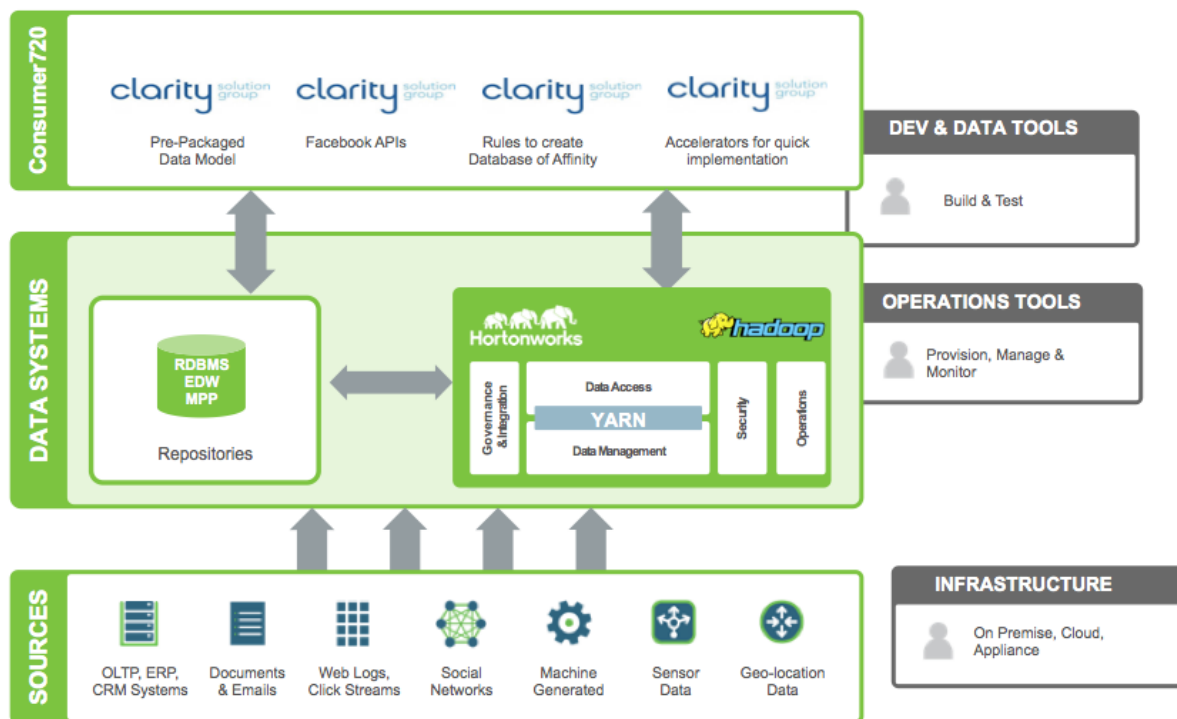 Consumer720
clarity solution group
clarity solution group
clarity solution group
clarity solution group
Pre-Packaged
Data Model
Facebook APIs
Rules to create
Database of Affinity
Accelerators for quick
implementation
DEV & DATA TOOLS
Build & Test
DATA SYSTEMS
RDBMS
EDW
MPP
Repositories
Hortonworks
hadoop
Governance
& Integration
Data Access
YARN
Data Management
Security
Operations
OPERATIONS TOOLS
Provision, Manage &
Monitor
SOURCES
OLTP, ERP,
CRM Systems
Documents
& Emails
Web Logs,
Click Streams
Social
Networks
Machine
Generated
Sensor
Data
Geo-location
Data
INFRASTRUCTURE
On Premise, Cloud,
Appliance